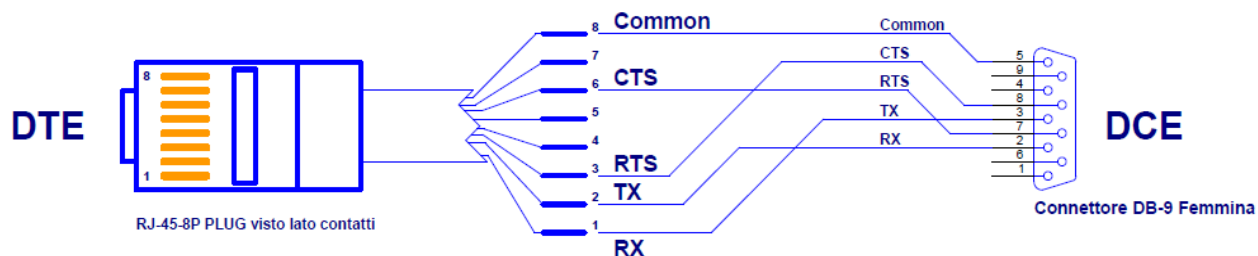 DTE
8
1
RJ-45-8P PLUG visto lato contatti
8 Common
7
6 CTS
5
4
3 RTS
2 TX
1
RX
Common
CTS
RTS
TX
RX
5
9
4
8
3
7
2
6
1
DCE
Connettore DB-9 Femmina